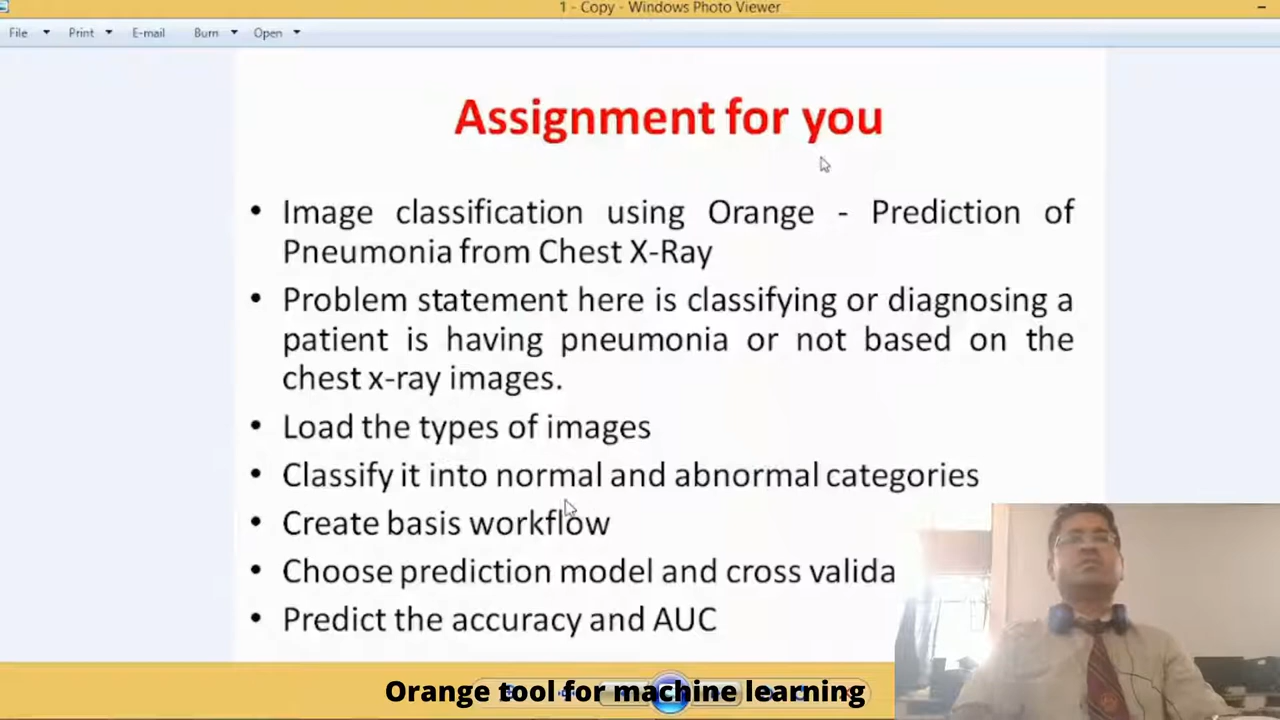 1 - Copy - Windows Photo Viewer
File Print E-mail Burn Open
Assignment for you
• Image classification using Orange - Prediction of
Pneumonia from Chest X-Ray
• Problem statement here is classifying or diagnosing a
patient is having pneumonia or not based on the
chest x-ray images.
• Load the types of images
• Classify it into normal and abnormal categories
• Create basis workflow
• Choose prediction model and cross valida
• Predict the accuracy and AUC
Orange tool for machine learning